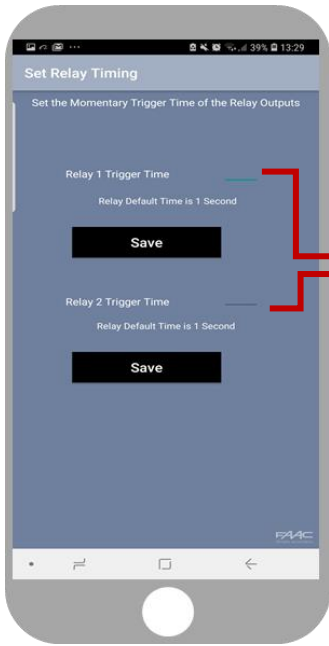 39% 13:29
Set Relay Timing
Set the Momentary Trigger Time of the Relay Outputs
Relay 1 Trigger Time
Relay Default Time is 1 Second
Save
Relay 2 Trigger Time
Relay Default Time is 1 Second
Save
FAAC